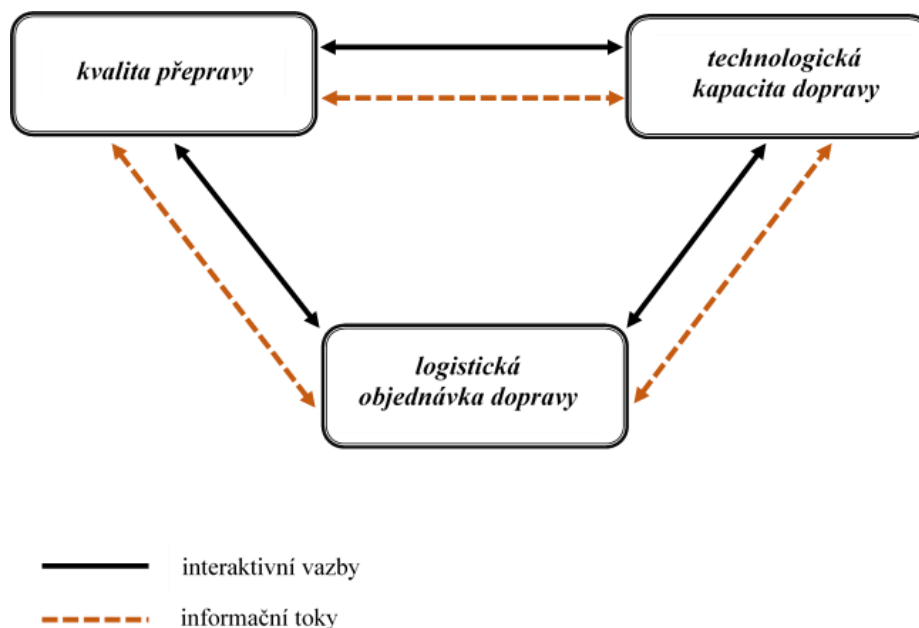 kvalita přepravy
technologická
kapacita dopravy
logistická
objednávka dopravy
interaktivní vazby
informační toky